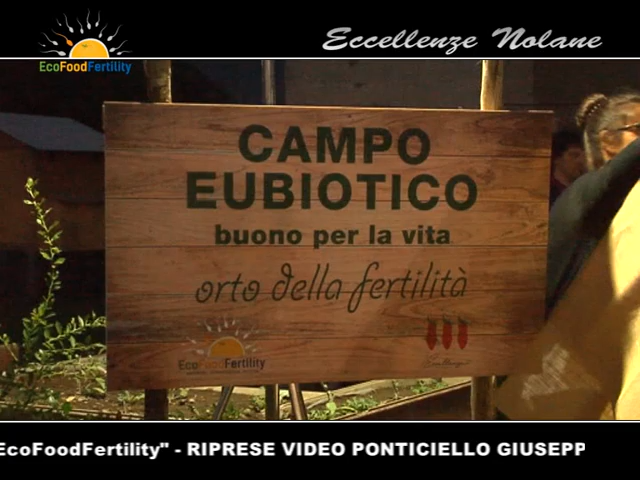 EcoFoodFertility
Eccellenze Nolane
CAMPO
EUBIOTICO
buono per la vita
orto della fertilità
EcoFoodFertility
EcoFoodFertility" - RIPRESE VIDEO PONTICIELLO GIUSEPP